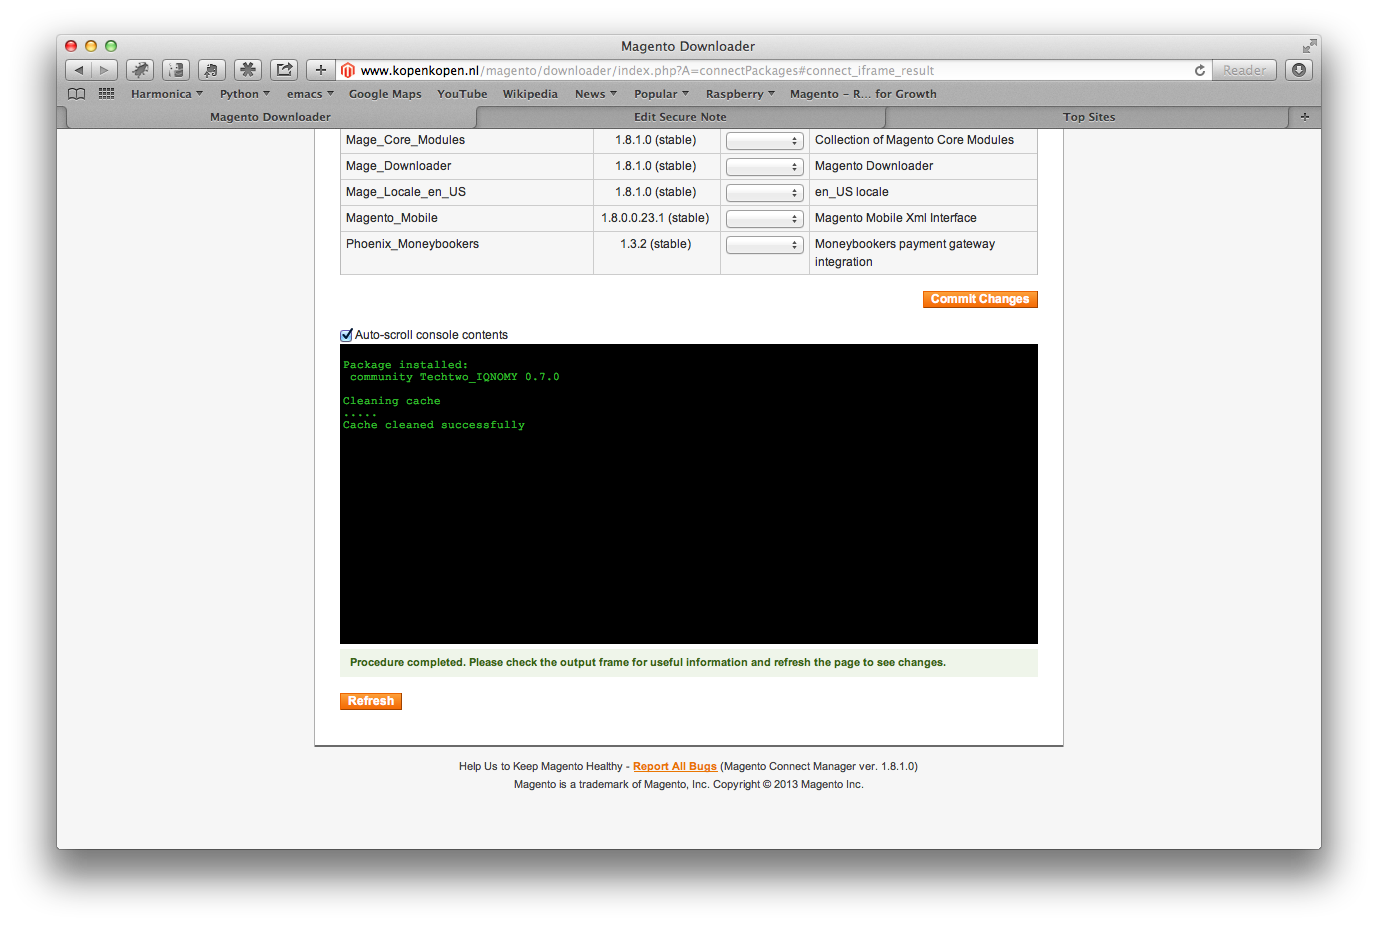 Magento Downloader
www.kopenkopen.nl/magento/downloader/index.php?A=connectPackages#connect_iframe_result
Reader
Harmonica Python emacs Google Maps YouTube Wikipedia News Popular Raspberry Magento – R... for Growth
Magento Downloader Edit Secure Note Top Sites
Mage_Core_Modules 1.8.1.0 (stable) Collection of Magento Core Modules
Mage_Downloader 1.8.1.0 (stable) Magento Downloader
Mage_Locale_en_US 1.8.1.0 (stable) en_US locale
Magento_Mobile 1.8.0.0.23.1 (stable) Magento Mobile Xml Interface
Phoenix_Moneybookers 1.3.2 (stable) Moneybookers payment gateway
integration
Commit Changes
Auto-scroll console contents
Package installed:
community Techtwo_IQNOMY 0.7.0
Cleaning cache
.....
Cache cleaned successfully
Procedure completed. Please check the output frame for useful information and refresh the page to see changes.
Refresh
Help Us to Keep Magento Healthy - Report All Bugs (Magento Connect Manager ver. 1.8.1.0)
Magento is a trademark of Magento, Inc. Copyright © 2013 Magento Inc.